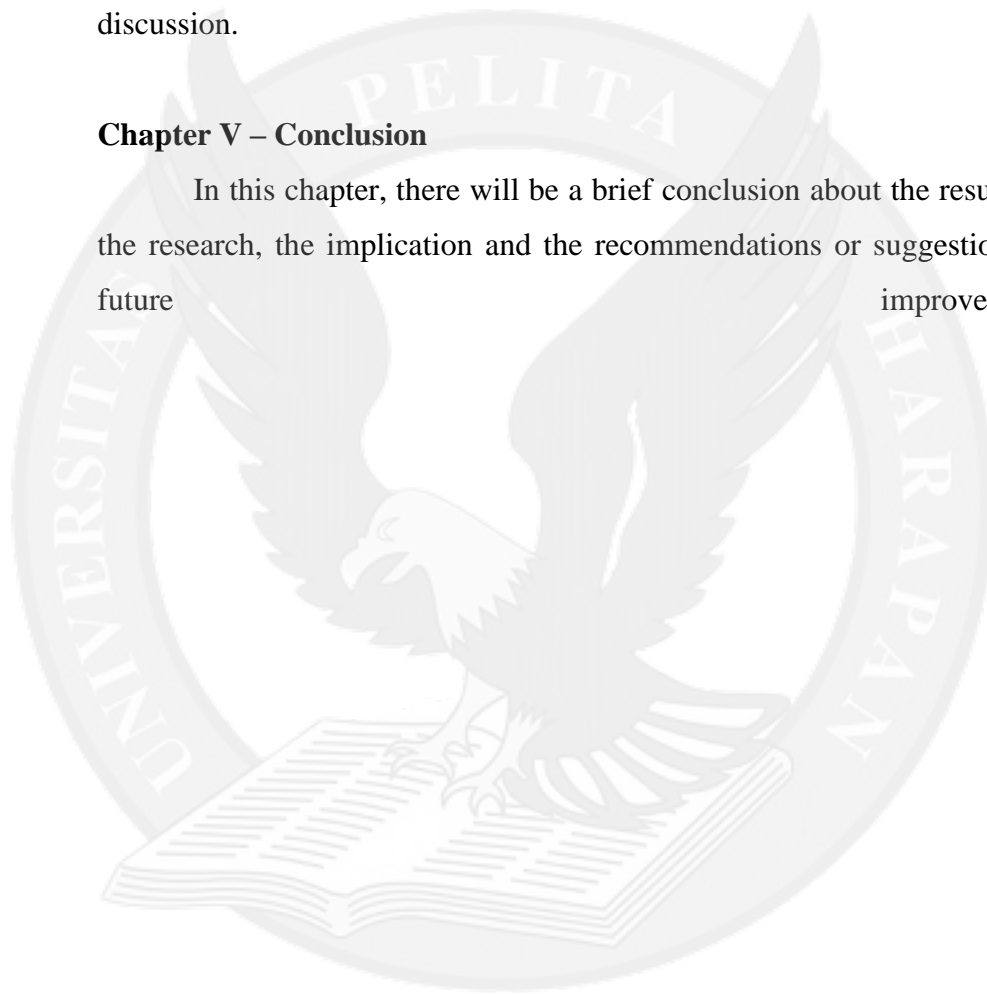 discussion.
Chapter V – Conclusion
In this chapter, there will be a brief conclusion about the resu
the research, the implication and the recommendations or suggestio
future improve
PELITA
UNIVERSITAS
HARAPAN